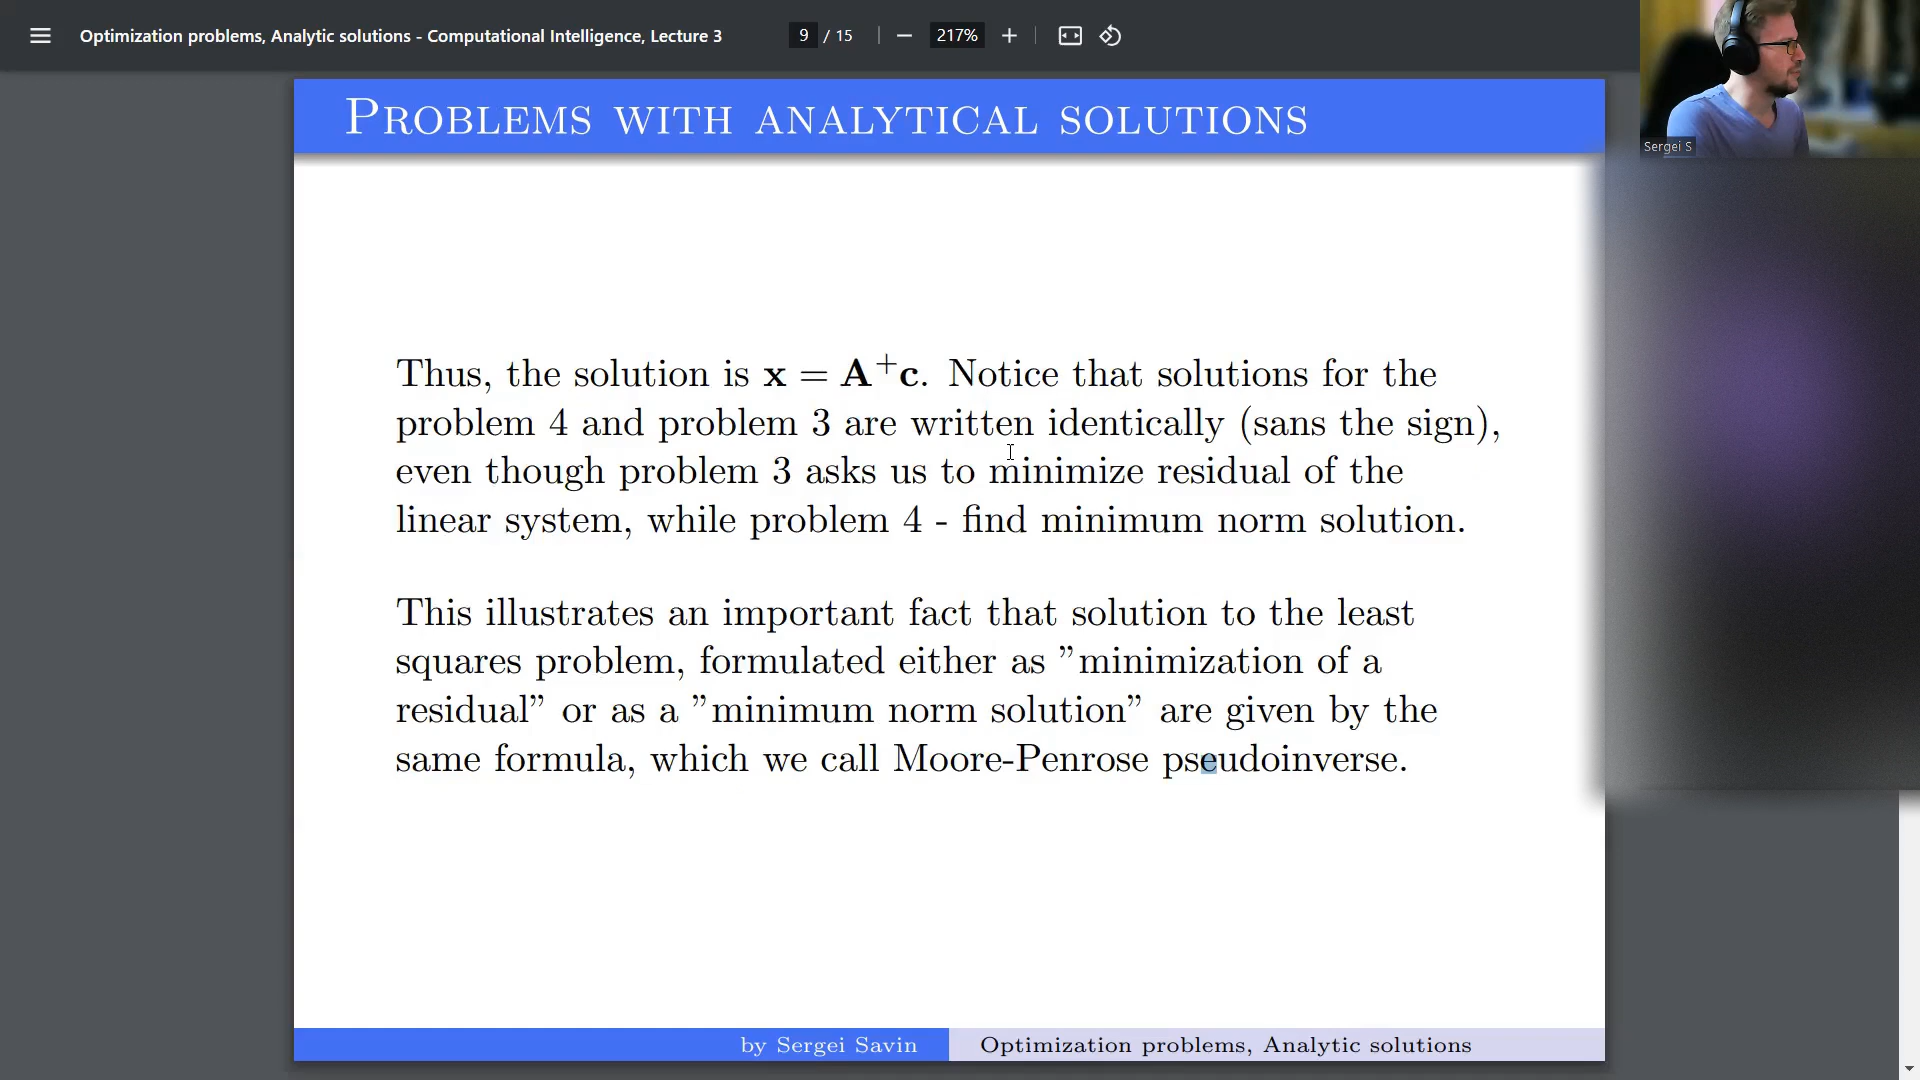 Optimization problems, Analytic solutions - Computational Intelligence, Lecture 3
9 / 15
217%
Sergei S
Problems with analytical solutions
Thus, the solution is x = A⁺c. Notice that solutions for the
problem 4 and problem 3 are written identically (sans the sign),
even though problem 3 asks us to minimize residual of the
linear system, while problem 4 - find minimum norm solution.
This illustrates an important fact that solution to the least
squares problem, formulated either as ”minimization of a
residual” or as a ”minimum norm solution” are given by the
same formula, which we call Moore-Penrose pseudoinverse.
by Sergei Savin
Optimization problems, Analytic solutions